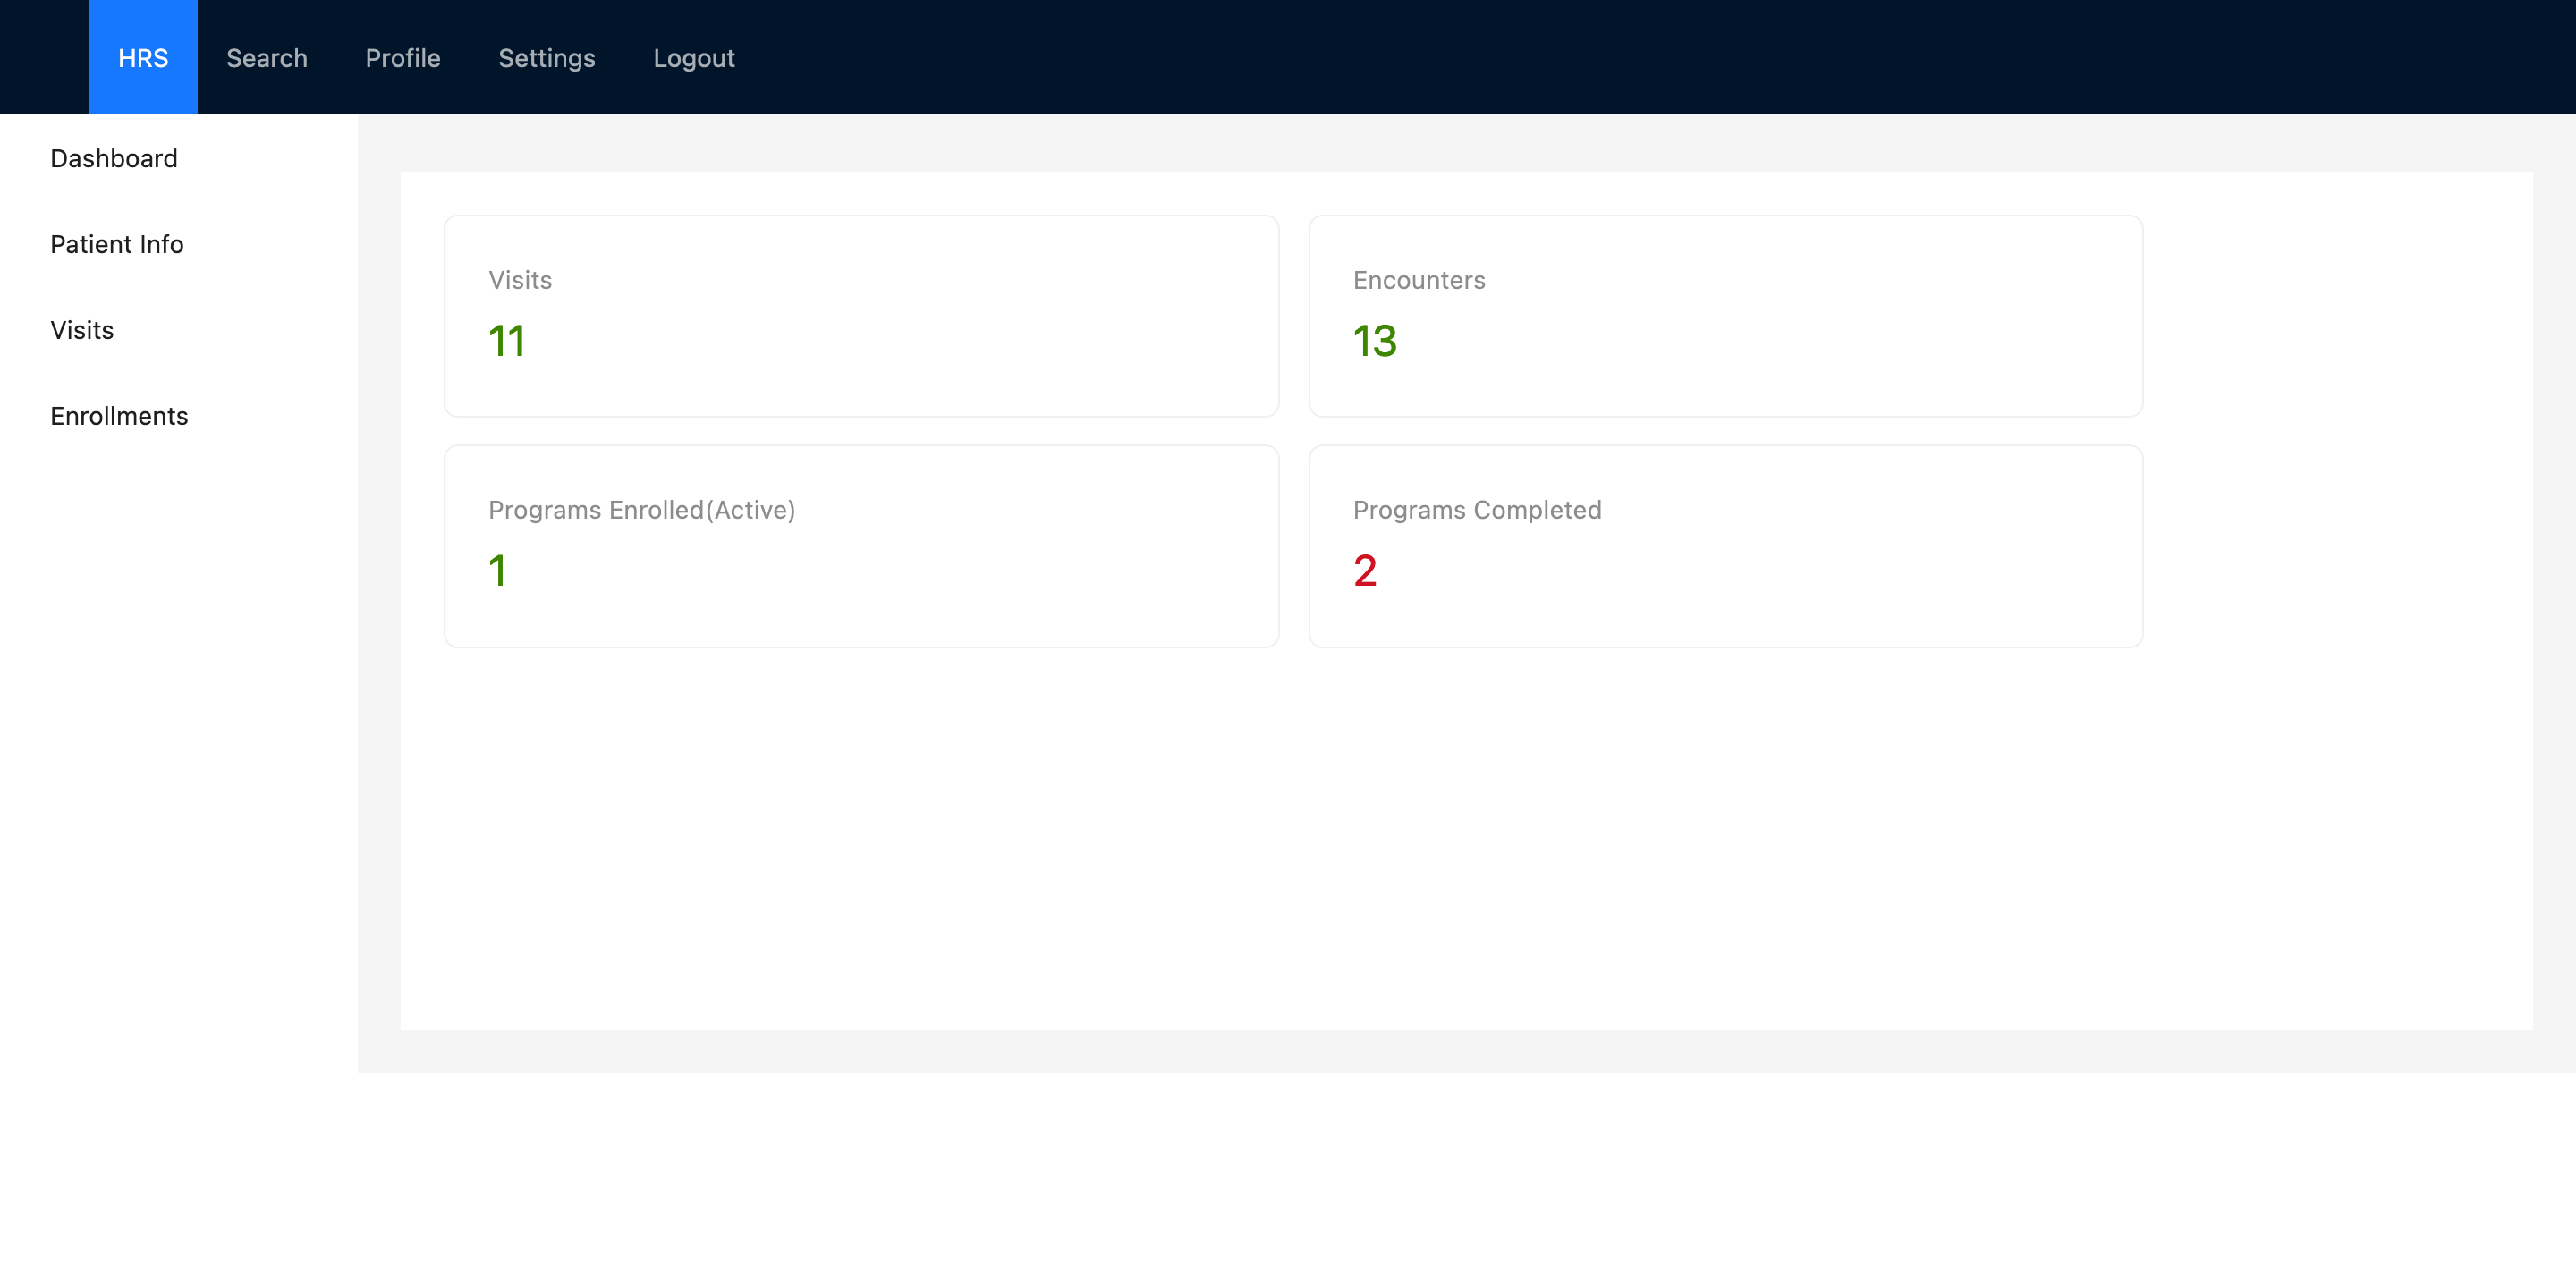 HRS Search Profile Settings Logout
Dashboard
Patient Info
Visits
Enrollments
Visits
11
Encounters
13
Programs Enrolled(Active)
1
Programs Completed
2